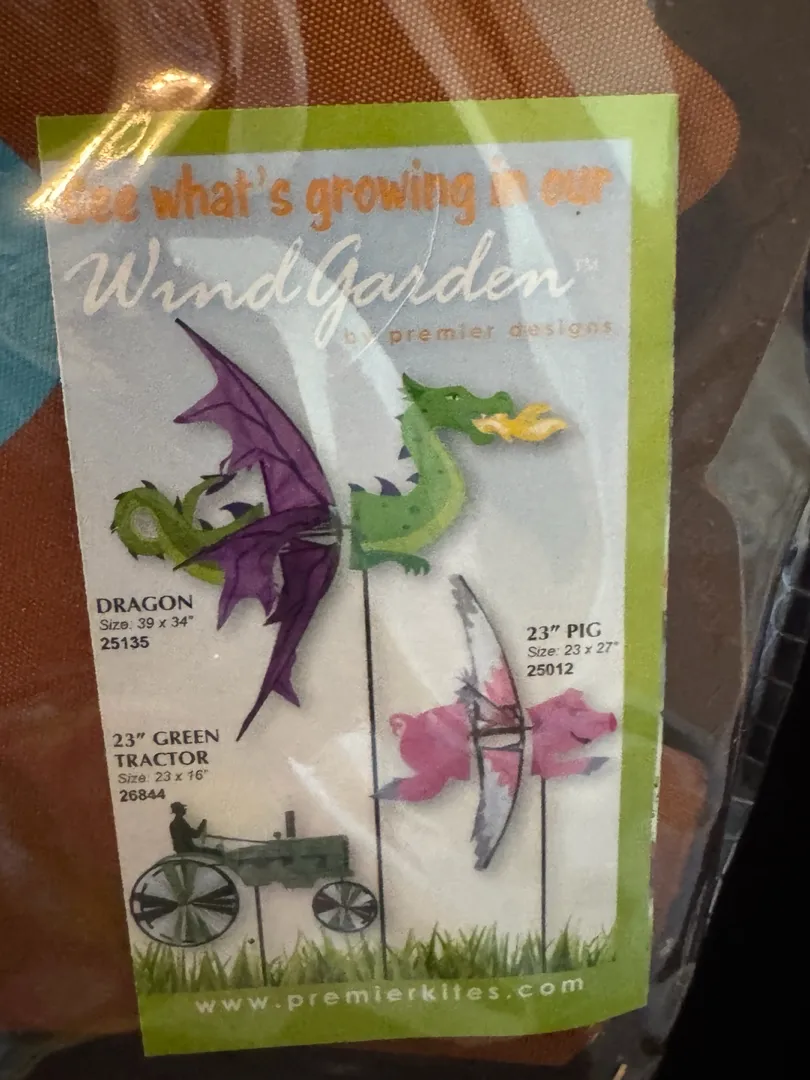 See what's growing in our
Wind Garden™
by premier designs
DRAGON
Size: 39 x 34"
25135
23" PIG
Size: 23 x 27"
25012
23" GREEN
TRACTOR
Size: 23 x 16"
26844
www.premierkites.com